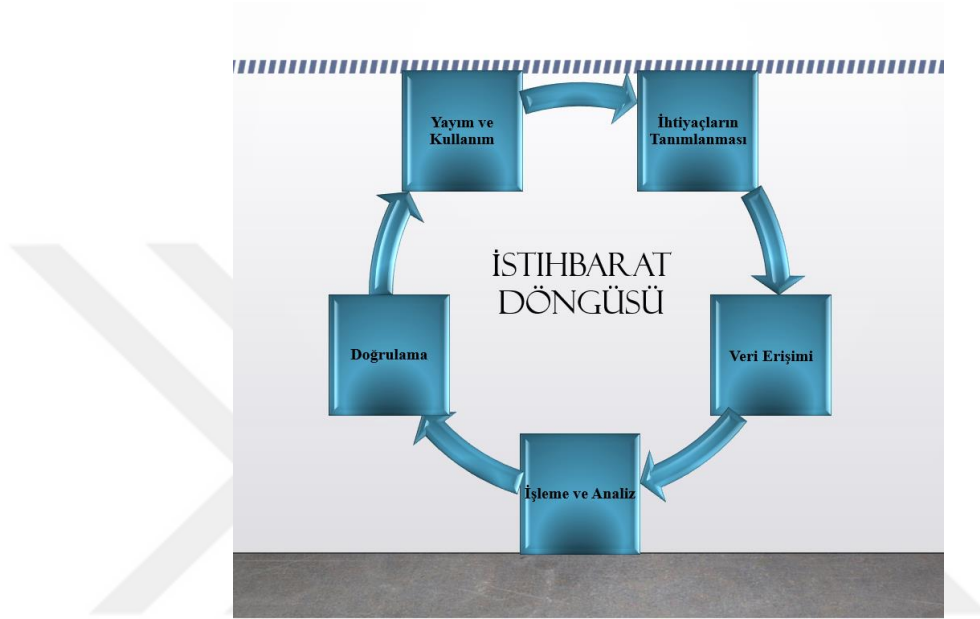 Yayım ve
Kullanım
İhtiyaçların
Tanımlanması
İSTIHBARAT
DÖNGÜSÜ
Doğrulama
Veri Erişimi
İşleme ve Analiz